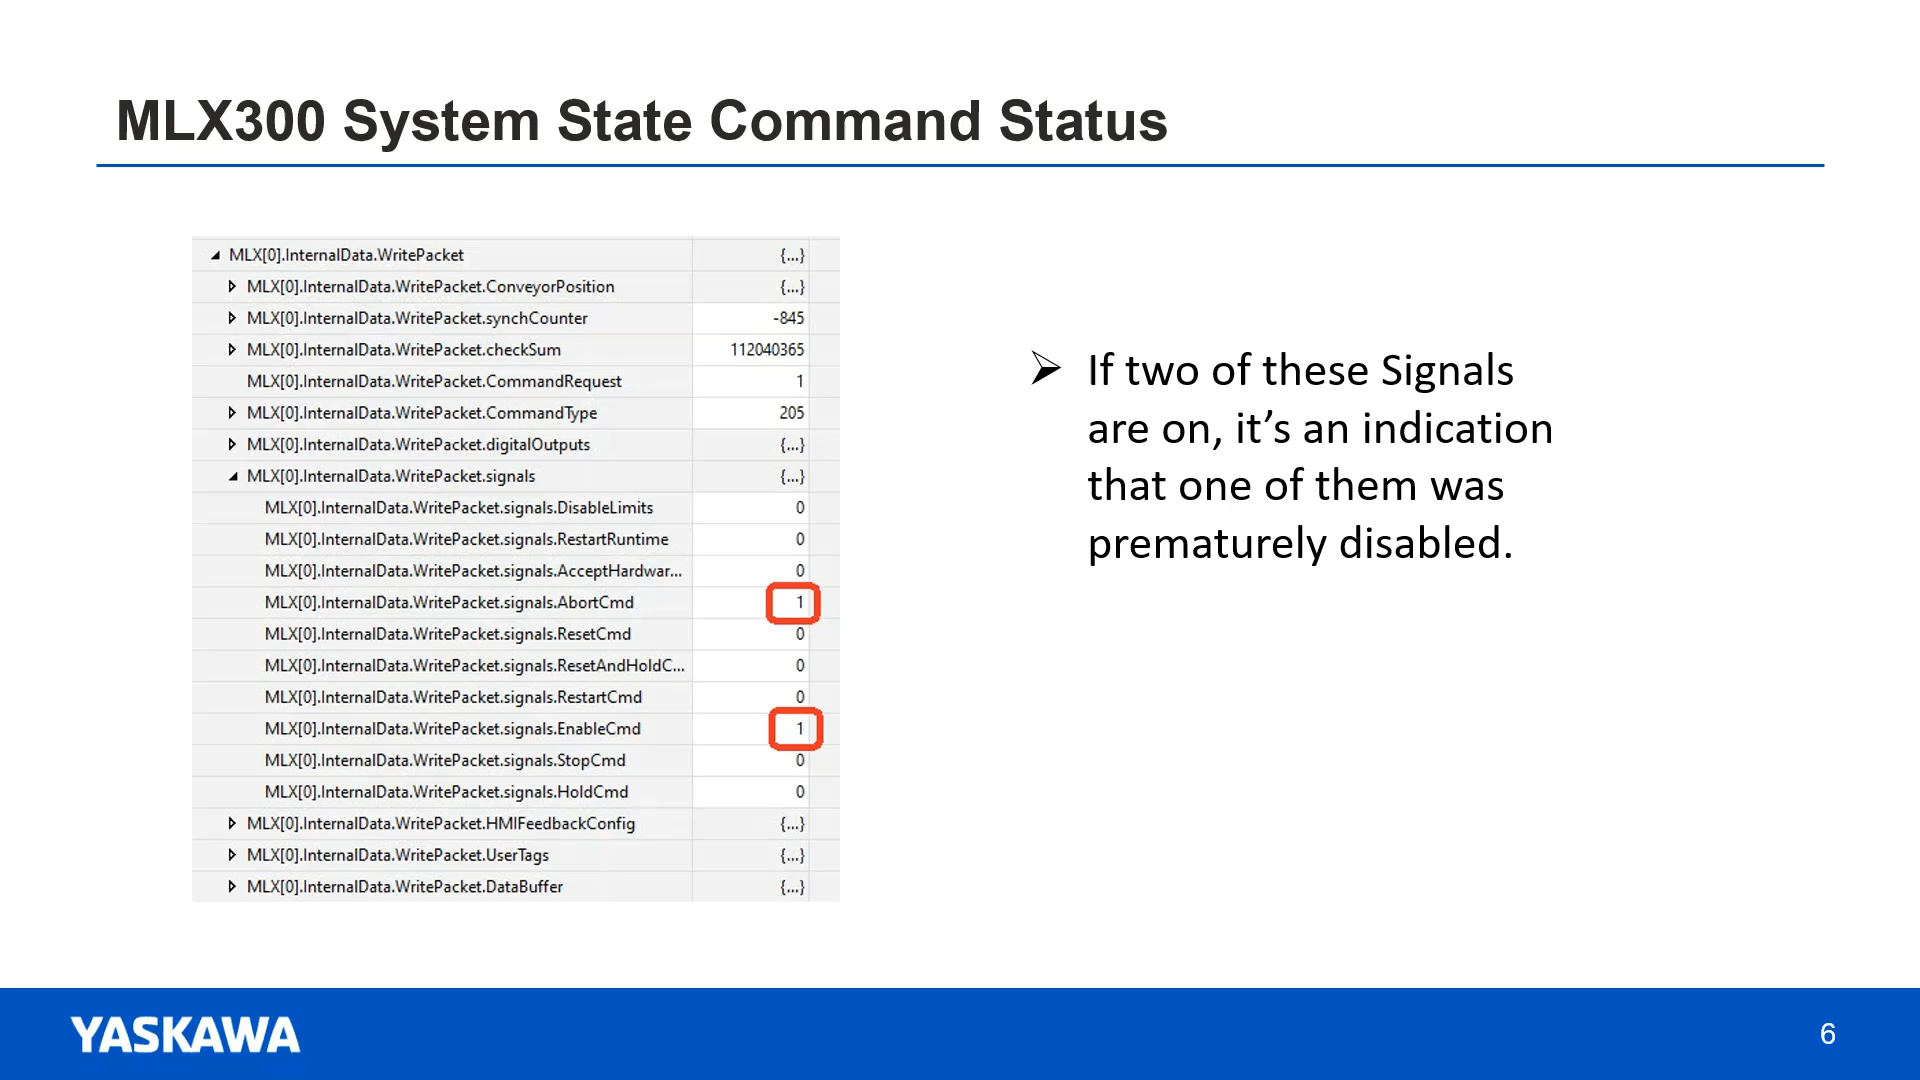 MLX300 System State Command Status
MLX[0].InternalData.WritePacket {...}
MLX[0].InternalData.WritePacket.ConveyorPosition {...}
MLX[0].InternalData.WritePacket.synchCounter -845
MLX[0].InternalData.WritePacket.checkSum 112040365
MLX[0].InternalData.WritePacket.CommandRequest 1
MLX[0].InternalData.WritePacket.CommandType 205
MLX[0].InternalData.WritePacket.digitalOutputs {...}
MLX[0].InternalData.WritePacket.signals {...}
MLX[0].InternalData.WritePacket.signals.DisableLimits 0
MLX[0].InternalData.WritePacket.signals.RestartRuntime 0
MLX[0].InternalData.WritePacket.signals.AcceptHardwar... 0
MLX[0].InternalData.WritePacket.signals.AbortCmd 1
MLX[0].InternalData.WritePacket.signals.ResetCmd 0
MLX[0].InternalData.WritePacket.signals.ResetAndHoldC... 0
MLX[0].InternalData.WritePacket.signals.RestartCmd 0
MLX[0].InternalData.WritePacket.signals.EnableCmd 1
MLX[0].InternalData.WritePacket.signals.StopCmd 0
MLX[0].InternalData.WritePacket.signals.HoldCmd 0
MLX[0].InternalData.WritePacket.HMIFeedbackConfig {...}
MLX[0].InternalData.WritePacket.UserTags {...}
MLX[0].InternalData.WritePacket.DataBuffer {...}
➢ If two of these Signals
are on, it’s an indication
that one of them was
prematurely disabled.
YASKAWA
6